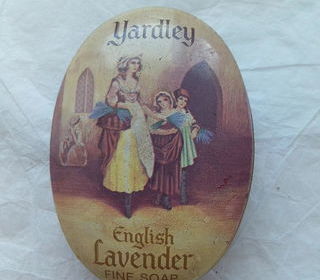 Yardley
English
Lavender
FINE SOAP